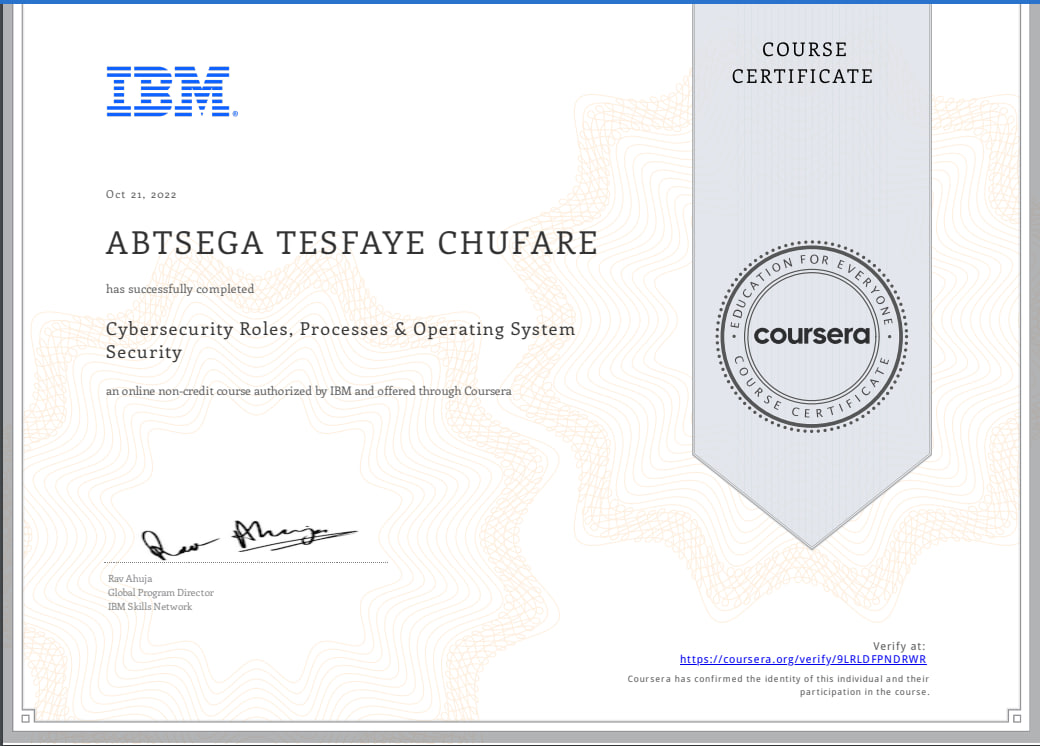 COURSE
CERTIFICATE
IBM®
Oct 21, 2022
ABTSEGA TESFAYE CHUFARE
has successfully completed
Cybersecurity Roles, Processes & Operating System
Security
an online non-credit course authorized by IBM and offered through Coursera
EDUCATION FOR EVERYONE
coursera
COURSE CERTIFICATE
Rav Ahuja
Rav Ahuja
Global Program Director
IBM Skills Network
Verify at:
https://coursera.org/verify/9LRLDFPNDRWR
Coursera has confirmed the identity of this individual and their
participation in the course.